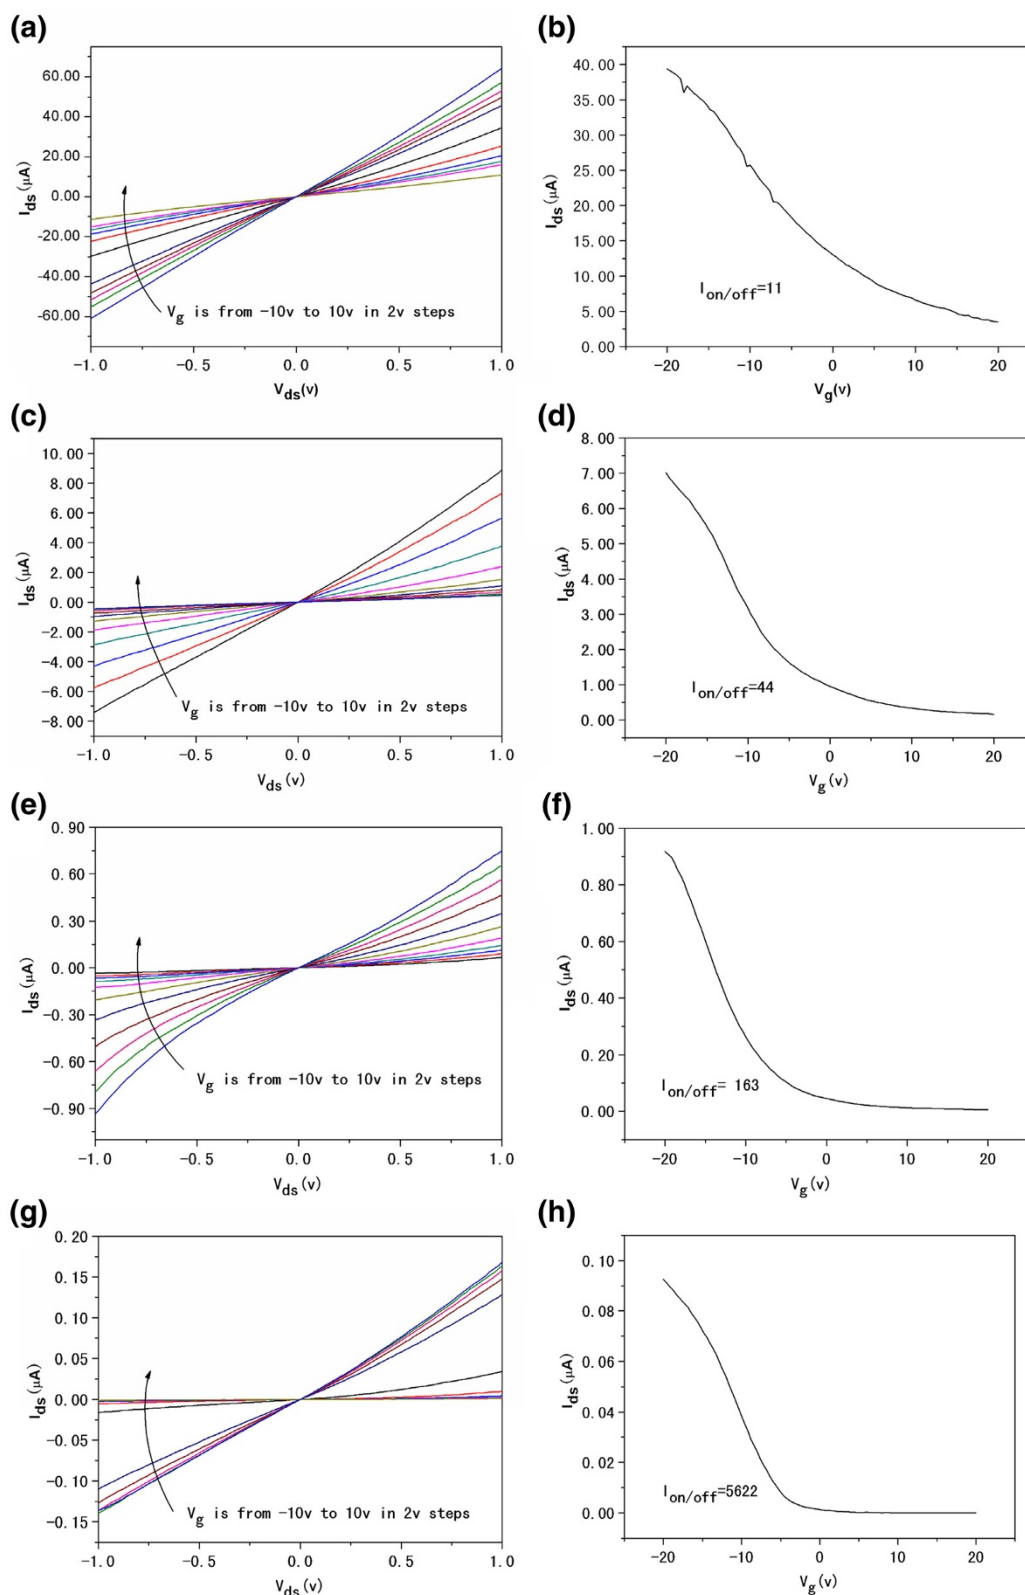 (a)
60.00
40.00
20.00
0.00
-20.00
-40.00
-60.00
Ids(μA)
Vg is from -10v to 10v in 2v steps
-1.0 -0.5 0.0 0.5 1.0
Vds(v)
(b)
40.00
35.00
30.00
25.00
20.00
15.00
10.00
5.00
0.00
Ids(μA)
Ion/off=11
-20 -10 0 10 20
Vg(v)
(c)
10.00
8.00
6.00
4.00
2.00
0.00
-2.00
-4.00
-6.00
-8.00
Ids(μA)
Vg is from -10v to 10v in 2v steps
-1.0 -0.5 0.0 0.5 1.0
Vds(v)
(d)
8.00
7.00
6.00
5.00
4.00
3.00
2.00
1.00
0.00
Ids(μA)
Ion/off=44
-20 -10 0 10 20
Vg(v)
(e)
0.90
0.60
0.30
0.00
-0.30
-0.60
-0.90
Ids(μA)
Vg is from -10v to 10v in 2v steps
-1.0 -0.5 0.0 0.5 1.0
Vds(v)
(f)
1.00
0.80
0.60
0.40
0.20
0.00
Ids(μA)
Ion/off= 163
-20 -10 0 10 20
Vg(v)
(g)
0.20
0.15
0.10
0.05
0.00
-0.05
-0.10
-0.15
Ids(μA)
Vg is from -10v to 10v in 2v steps
-1.0 -0.5 0.0 0.5 1.0
Vds(v)
(h)
0.10
0.08
0.06
0.04
0.02
0.00
Ids(μA)
Ion/off=5622
-20 -10 0 10 20
Vg(v)